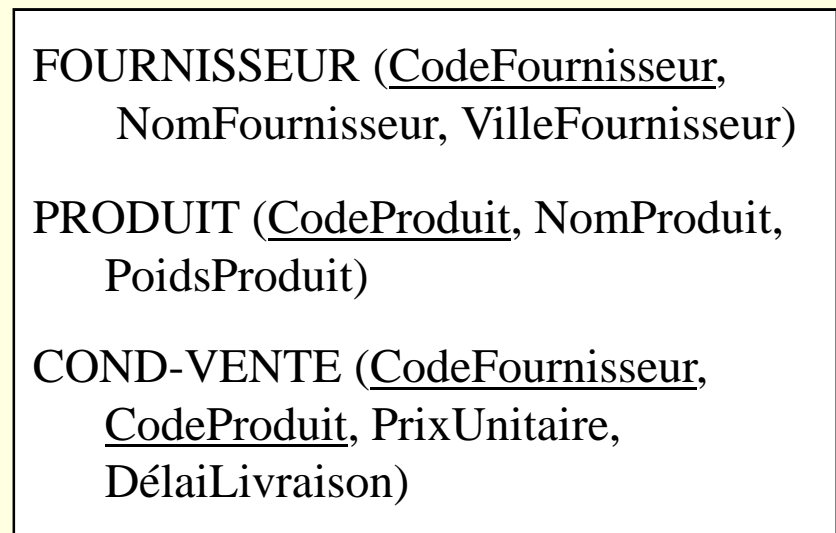 FOURNISSEUR (CodeFournisseur,
NomFournisseur, VilleFournisseur)
PRODUIT (CodeProduit, NomProduit,
PoidsProduit)
COND-VENTE (CodeFournisseur,
CodeProduit, PrixUnitaire,
DélaiLivraison)